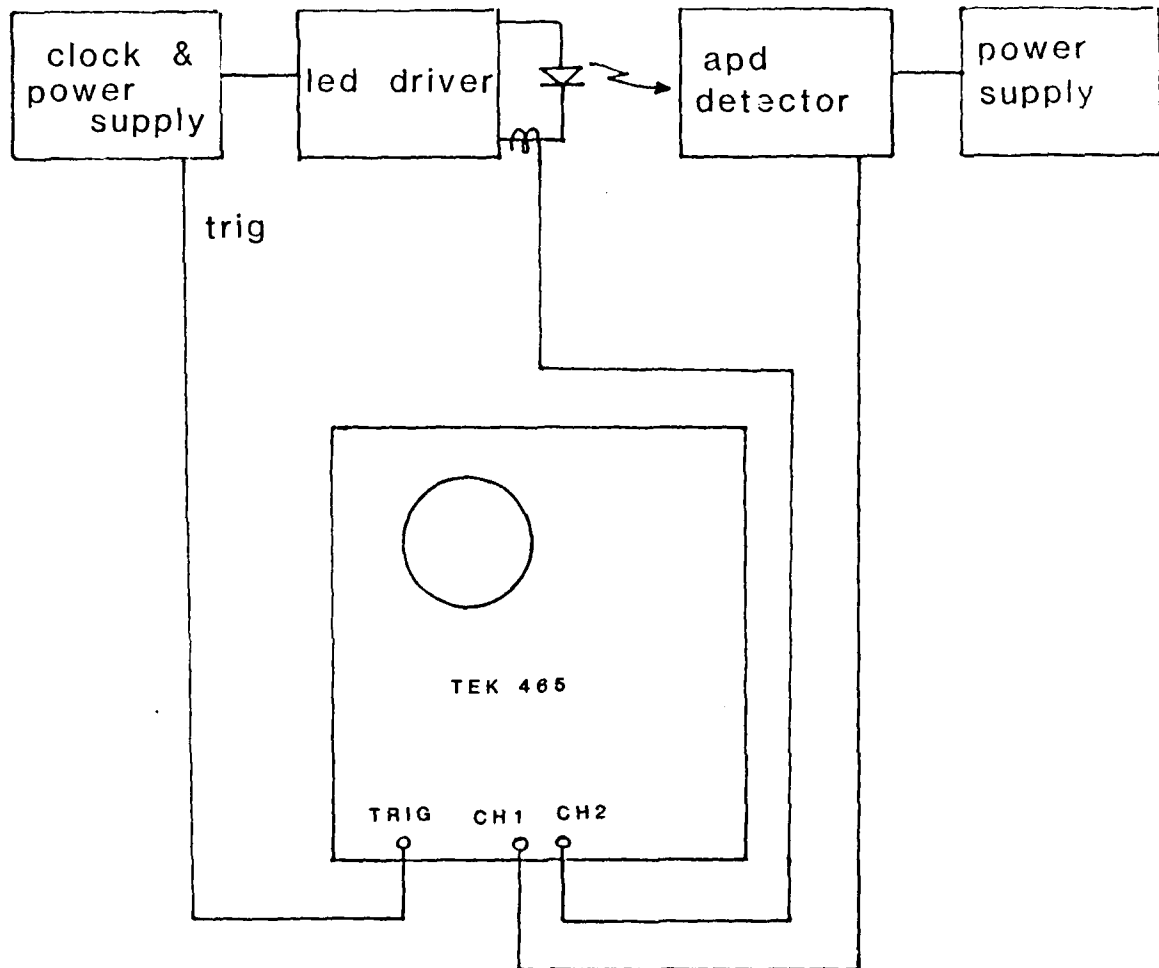 clock &
power
supply
led driver
apd
detector
power
supply
trig
TEK 465
TRIG
CH1
CH2